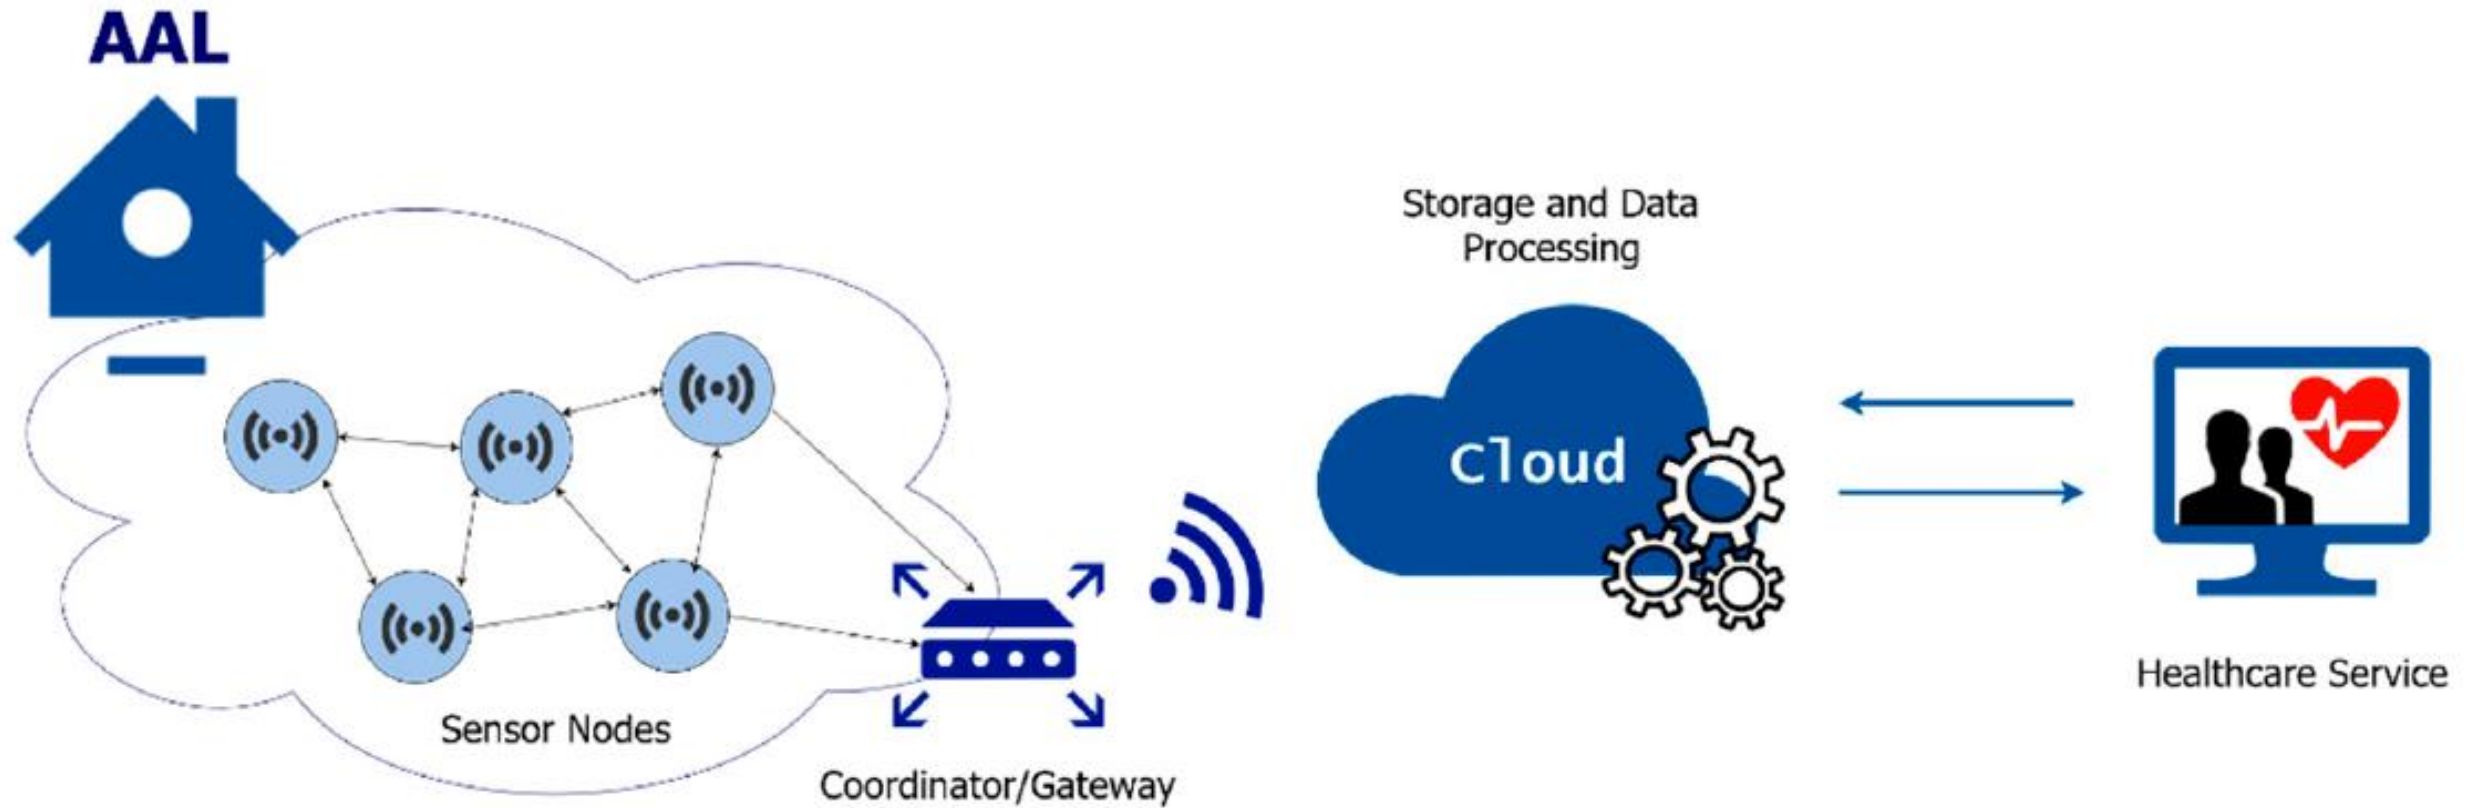 AAL
Storage and Data
Processing
Cloud
Healthcare Service
Sensor Nodes
Coordinator/Gateway